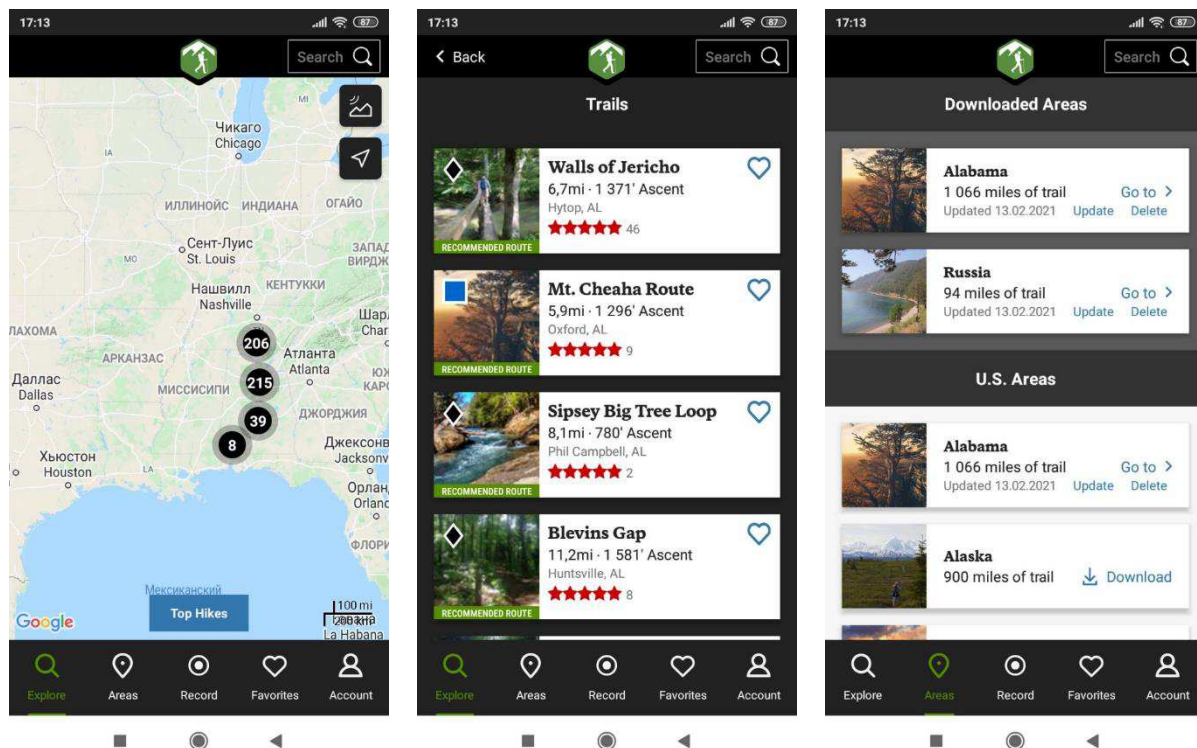 17:13
87
Search
MI
Чикаго
Chicago
IA
ИЛЛИНОЙС
ИНДИАНА
ОГАЙО
Сент-Луис
St. Louis
MO
ЗАПАД
ВИРДЖ
КЕНТУККИ
Нашвилл
Nashville
Шарл
Char
ЛАХОМА
206
АРКАНЗАС
Атланта
Atlanta
ЮЖ
КАРО
Даллас
Dallas
215
МИССИСИПИ
39
ДЖОРДЖИЯ
8
Джексонв
Jacksonv
Хьюстон
Houston
LA
Орлан
Orland
ФЛОРИ
Мексиканский
Google
Top Hikes
100 mi
200 km
La Habana
Explore
Areas
Record
Favorites
Account
17:13
87
Back
Search
Trails
Walls of Jericho
6,7mi · 1 371' Ascent
Hytop, AL
46
RECOMMENDED ROUTE
Mt. Cheaha Route
5,9mi · 1 296' Ascent
Oxford, AL
9
RECOMMENDED ROUTE
Sipsey Big Tree Loop
8,1mi · 780' Ascent
Phil Campbell, AL
2
RECOMMENDED ROUTE
Blevins Gap
11,2mi · 1 581' Ascent
Huntsville, AL
8
RECOMMENDED ROUTE
Explore
Areas
Record
Favorites
Account
17:13
87
Search
Downloaded Areas
Alabama
1 066 miles of trail Go to >
Updated 13.02.2021 Update Delete
Russia
94 miles of trail Go to >
Updated 13.02.2021 Update Delete
U.S. Areas
Alabama
1 066 miles of trail Go to >
Updated 13.02.2021 Update Delete
Alaska
900 miles of trail Download
Explore
Areas
Record
Favorites
Account